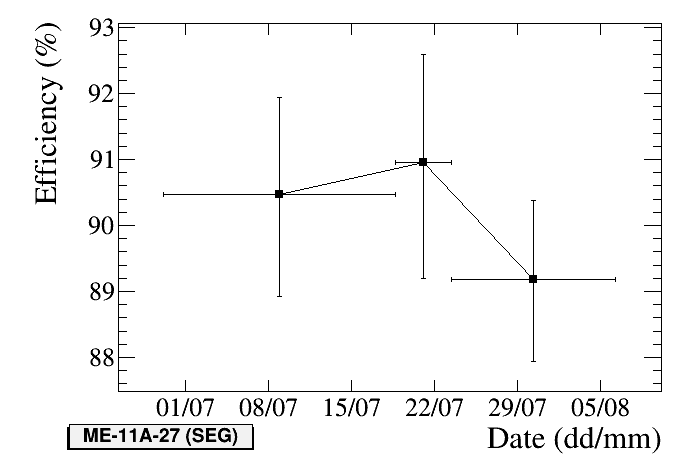 Efficiency (%)
93
92
91
90
89
88
01/07 08/07 15/07 22/07 29/07 05/08
ME-11A-27 (SEG)
Date (dd/mm)